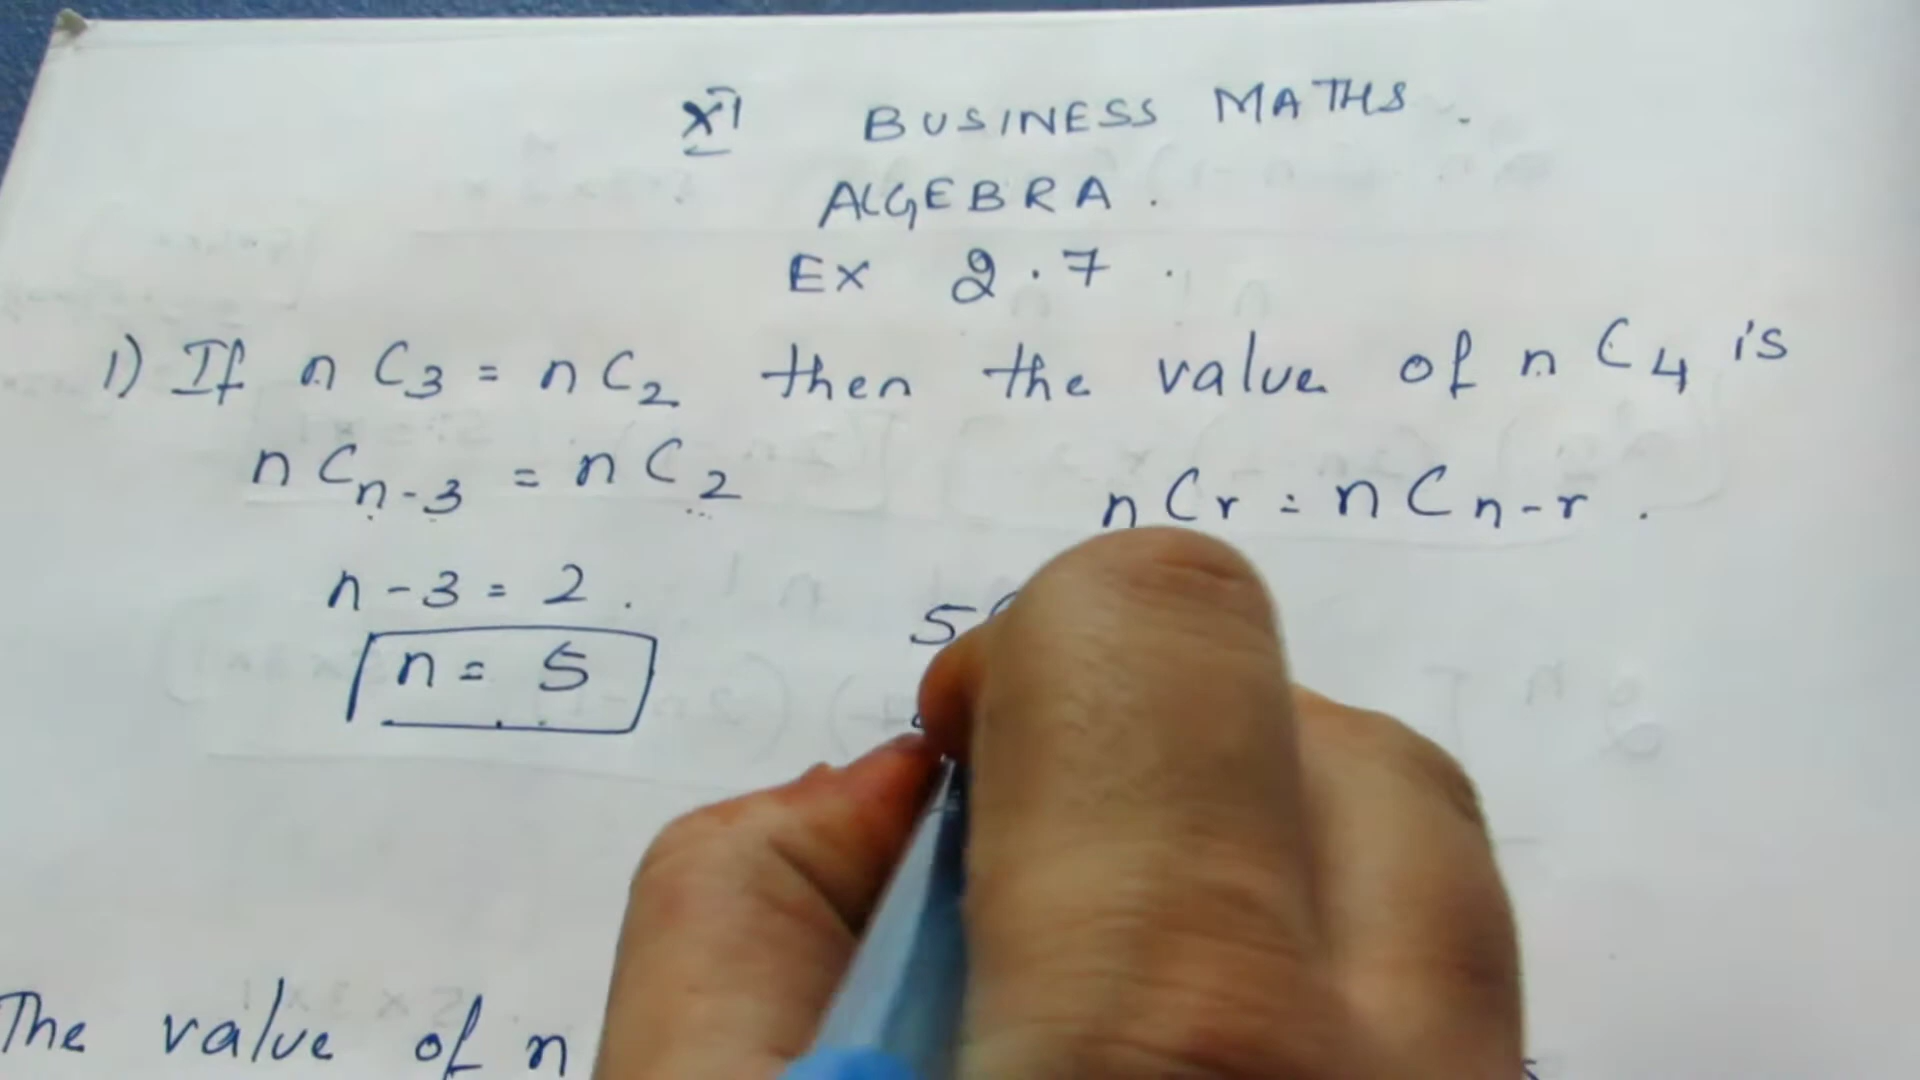 XI BUSINESS MATHS.
ALGEBRA.
EX 2.7.
1) If nC₃ = nC₂ then the value of nC₄ is
nCₙ₋₃ = nC₂
nCr = nCn-r.
n - 3 = 2.
5
n = 5
The value of n